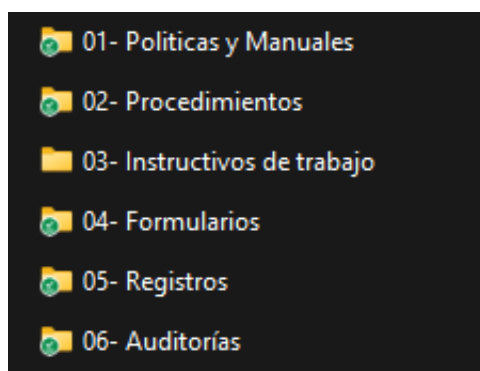 01- Politicas y Manuales
02- Procedimientos
03- Instructivos de trabajo
04- Formularios
05- Registros
06- Auditorías